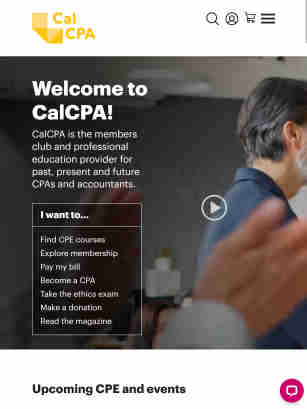 Cal
CPA
Welcome to
CalCPA!
CalCPA is the members
club and professional
education provider for
past, present and future
CPAs and accountants.
I want to...
Find CPE courses
Explore membership
Pay my bill
Become a CPA
Take the ethics exam
Make a donation
Read the magazine
Upcoming CPE and events